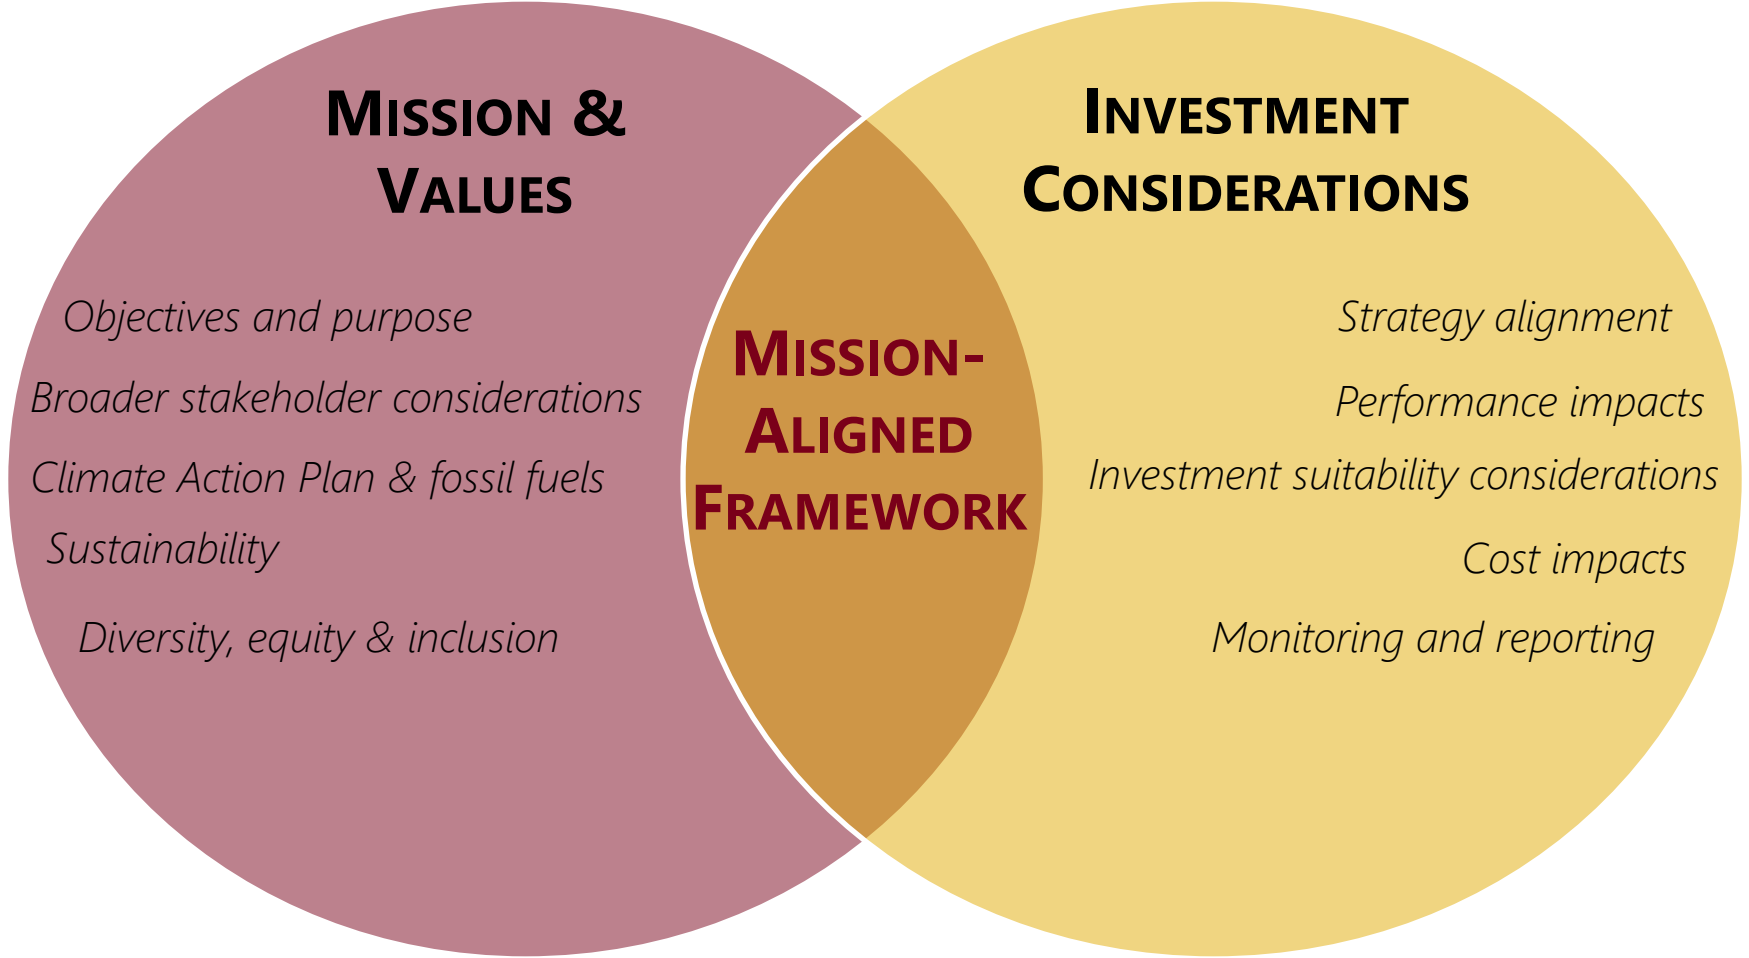 MISSION &
VALUES
Objectives and purpose
Broader stakeholder considerations
Climate Action Plan & fossil fuels
Sustainability
Diversity, equity & inclusion
MISSION-
ALIGNED
FRAMEWORK
INVESTMENT
CONSIDERATIONS
Strategy alignment
Performance impacts
Investment suitability considerations
Cost impacts
Monitoring and reporting